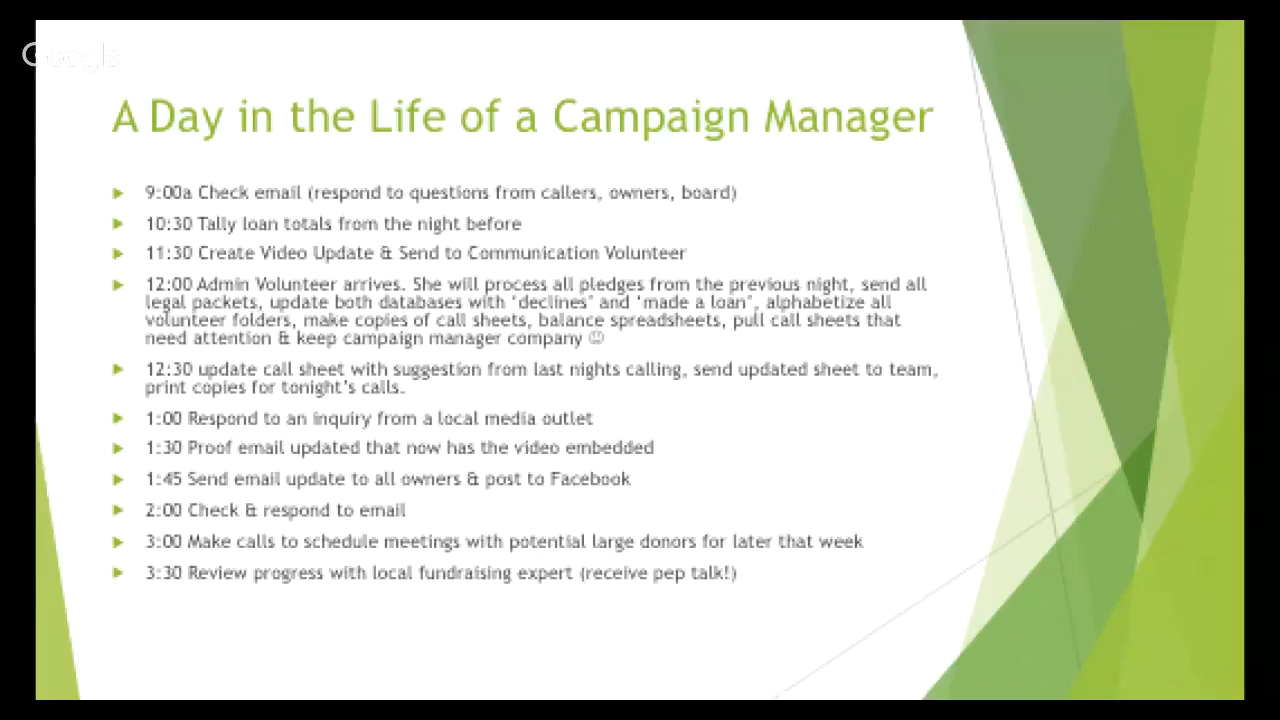 Google
A Day in the Life of a Campaign Manager
9:00a Check email (respond to questions from callers, owners, board)
10:30 Tally loan totals from the night before
11:30 Create Video Update & Send to Communication Volunteer
12:00 Admin Volunteer arrives. She will process all pledges from the previous night, send all
legal packets, update both databases with ‘declines’ and ‘made a loan’, alphabetize all
volunteer folders, make copies of call sheets, balance spreadsheets, pull call sheets that
need attention & keep campaign manager company ☺
12:30 update call sheet with suggestion from last nights calling, send updated sheet to team,
print copies for tonight’s calls.
1:00 Respond to an inquiry from a local media outlet
1:30 Proof email updated that now has the video embedded
1:45 Send email update to all owners & post to Facebook
2:00 Check & respond to email
3:00 Make calls to schedule meetings with potential large donors for later that week
3:30 Review progress with local fundraising expert (receive pep talk!)